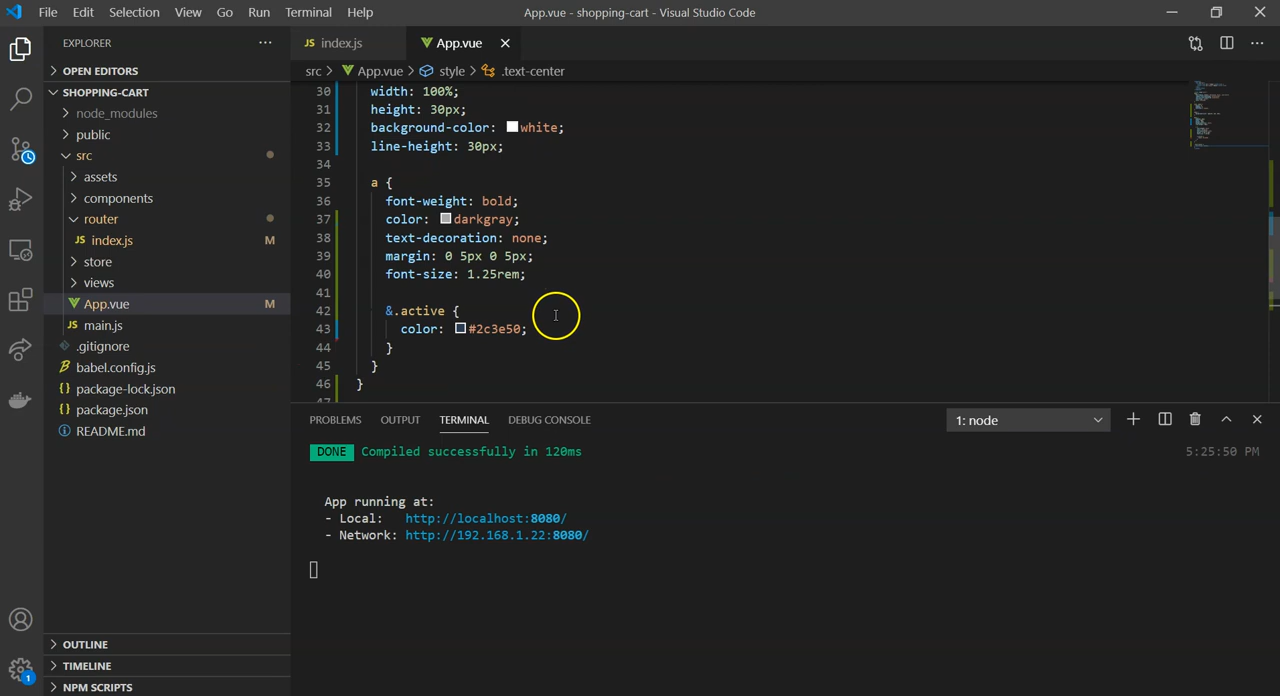 File Edit Selection View Go Run Terminal Help App.vue - shopping-cart - Visual Studio Code
EXPLORER
OPEN EDITORS
SHOPPING-CART
node_modules
public
src
assets
components
router
JS index.js M
store
views
App.vue M
JS main.js
.gitignore
babel.config.js
{} package-lock.json
{} package.json
README.md
OUTLINE
TIMELINE
NPM SCRIPTS
1
JS index.js App.vue
src > App.vue > style > .text-center
30 width: 100%;
31 height: 30px;
32 background-color: white;
33 line-height: 30px;
34
35 a {
36 font-weight: bold;
37 color: darkgray;
38 text-decoration: none;
39 margin: 0 5px 0 5px;
40 font-size: 1.25rem;
41
42 &.active {
43 color: #2c3e50;
44 }
45 }
46 }
47
PROBLEMS OUTPUT TERMINAL DEBUG CONSOLE 1: node
DONE Compiled successfully in 120ms 5:25:50 PM
App running at:
- Local: http://localhost:8080/
- Network: http://192.168.1.22:8080/